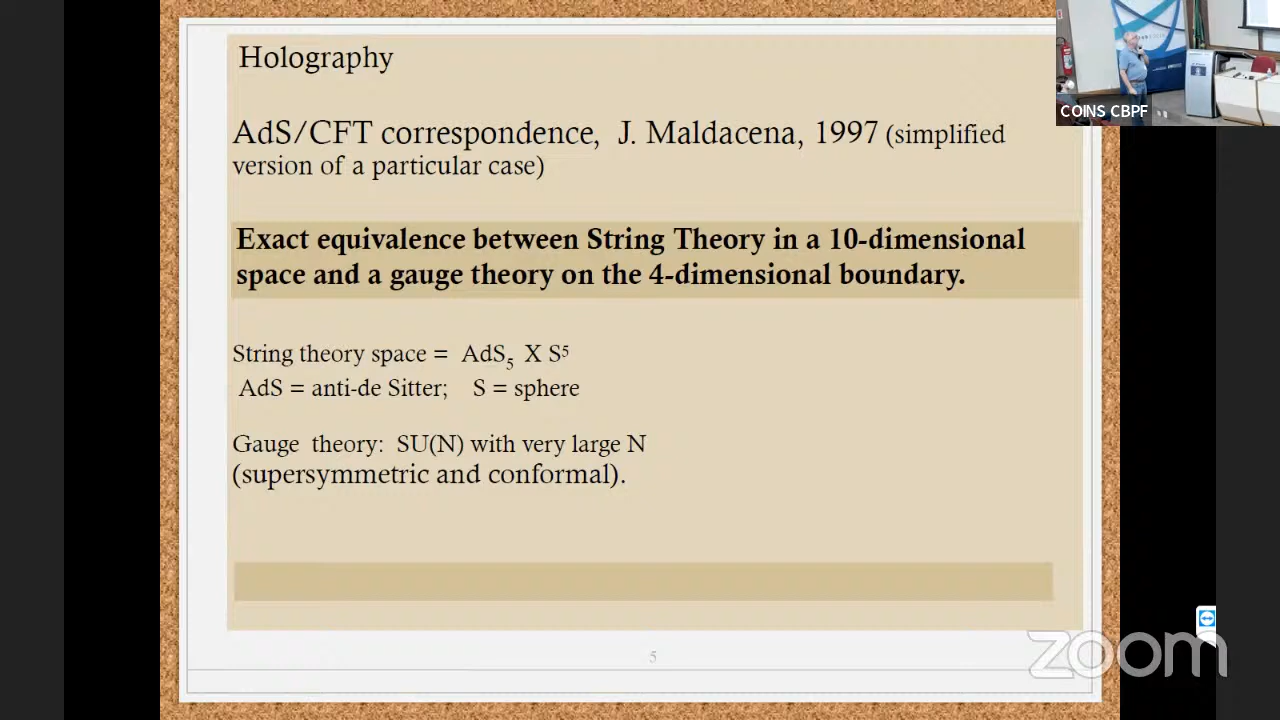 Holography
AdS/CFT correspondence, J. Maldacena, 1997 (simplified
version of a particular case)
Exact equivalence between String Theory in a 10-dimensional
space and a gauge theory on the 4-dimensional boundary.
String theory space = AdS₅ X S⁵
AdS = anti-de Sitter; S = sphere
Gauge theory: SU(N) with very large N
(supersymmetric and conformal).
5
COINS CBPF
zoom